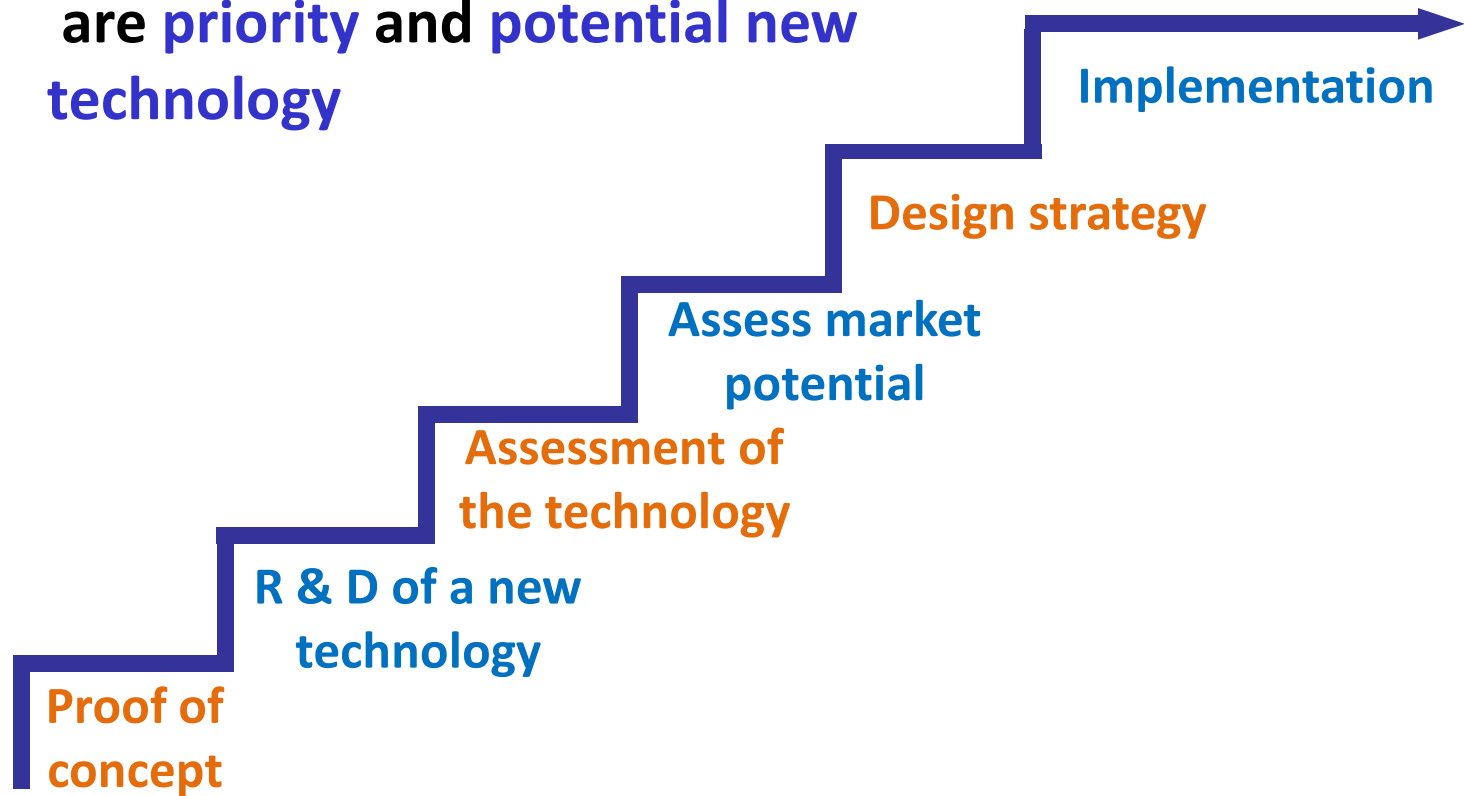 are priority and potential new
technology
Implementation
Design strategy
Assess market
potential
Assessment of
the technology
R & D of a new
technology
Proof of
concept